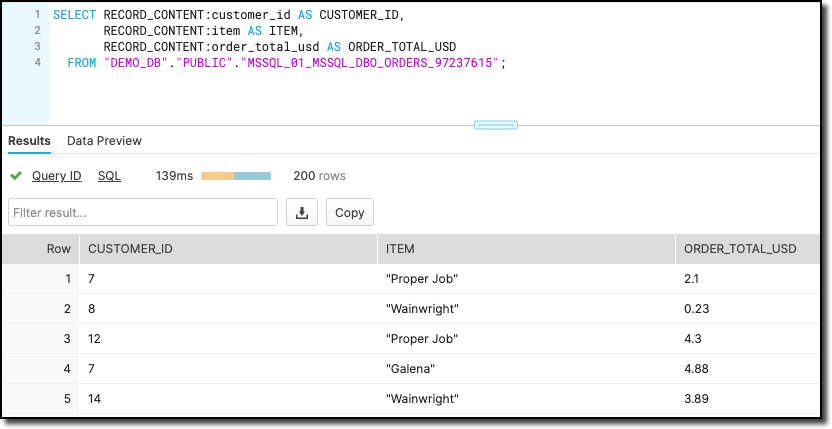 1 SELECT RECORD_CONTENT:customer_id AS CUSTOMER_ID,
2 RECORD_CONTENT:item AS ITEM,
3 RECORD_CONTENT:order_total_usd AS ORDER_TOTAL_USD
4 FROM "DEMO_DB"."PUBLIC"."MSSQL_01_MSSQL_DBO_ORDERS_97237615";
Results Data Preview
Query ID SQL 139ms 200 rows
Filter result... Copy
Row CUSTOMER_ID ITEM ORDER_TOTAL_USD
1 7 "Proper Job" 2.1
2 8 "Wainwright" 0.23
3 12 "Proper Job" 4.3
4 7 "Galena" 4.88
5 14 "Wainwright" 3.89